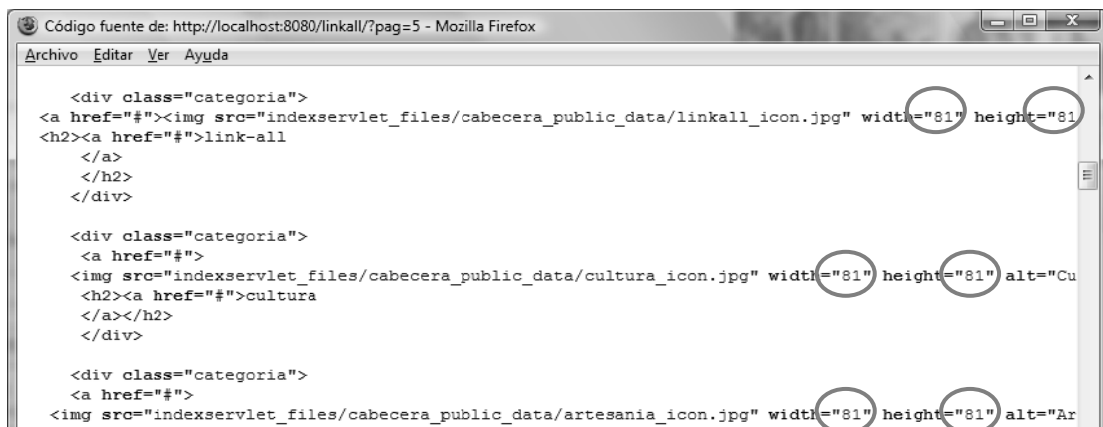 Código fuente de: http://localhost:8080/linkall/?pag=5 - Mozilla Firefox
Archivo Editar Ver Ayuda
<div class="categoria">
<a href="#"><img src="indexservlet_files/cabecera_public_data/linkall_icon.jpg" width="81" height="81
<h2><a href="#">link-all
</a>
</h2>
</div>
<div class="categoria">
<a href="#">
<img src="indexservlet_files/cabecera_public_data/cultura_icon.jpg" width="81" height="81" alt="Cu
<h2><a href="#">cultura
</a></h2>
</div>
<div class="categoria">
<a href="#">
<img src="indexservlet_files/cabecera_public_data/artesania_icon.jpg" width="81" height="81" alt="Ar